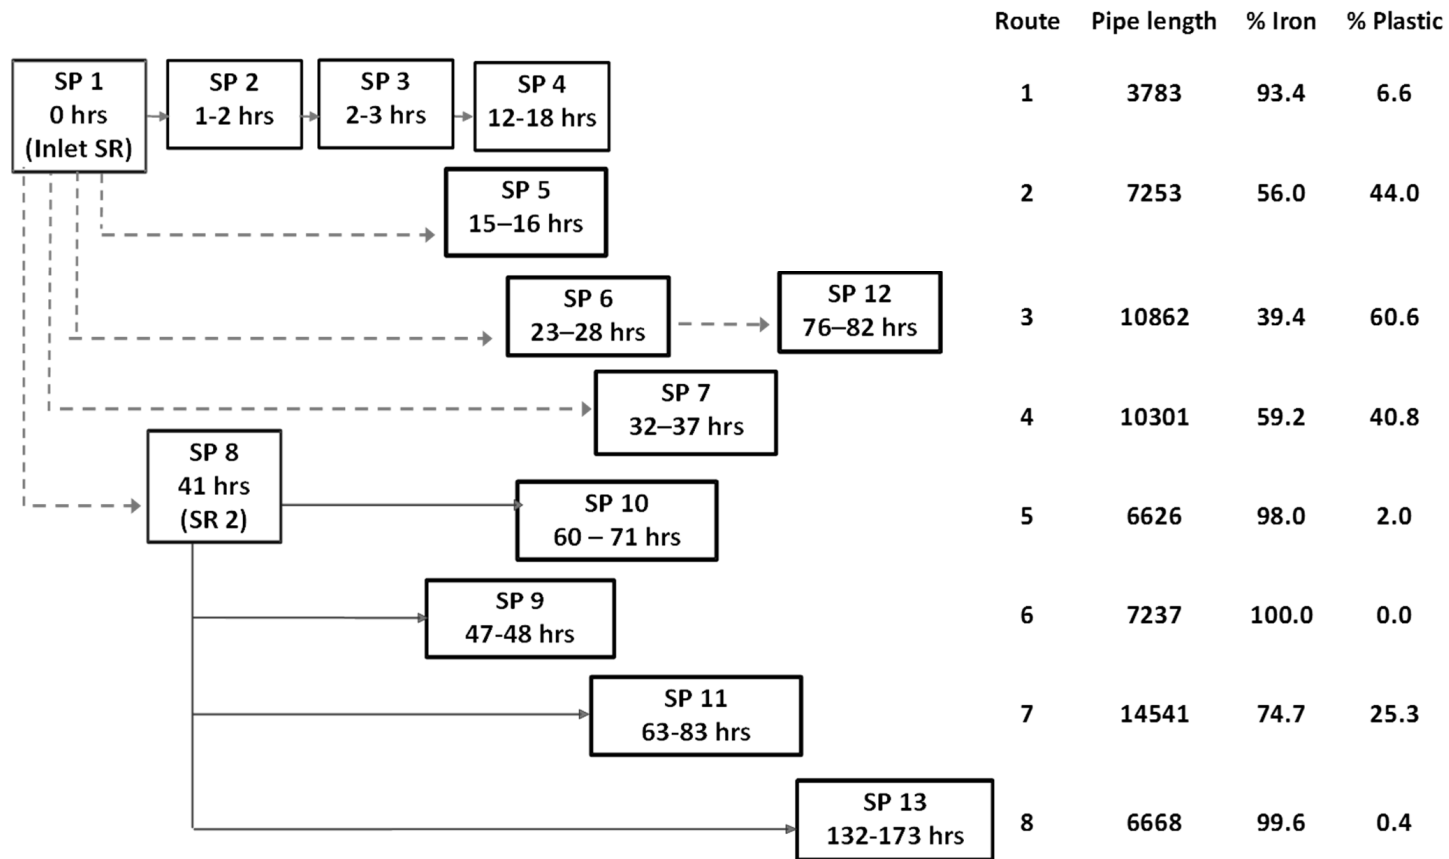 Route Pipe length % Iron % Plastic
SP 1
0 hrs
(Inlet SR)
SP 2
1-2 hrs
SP 3
2-3 hrs
SP 4
12-18 hrs
1 3783 93.4 6.6
SP 5
15–16 hrs
2 7253 56.0 44.0
SP 6
23–28 hrs
SP 12
76–82 hrs
3 10862 39.4 60.6
SP 7
32–37 hrs
4 10301 59.2 40.8
SP 8
41 hrs
(SR 2)
SP 10
60 – 71 hrs
5 6626 98.0 2.0
SP 9
47-48 hrs
6 7237 100.0 0.0
SP 11
63-83 hrs
7 14541 74.7 25.3
SP 13
132-173 hrs
8 6668 99.6 0.4